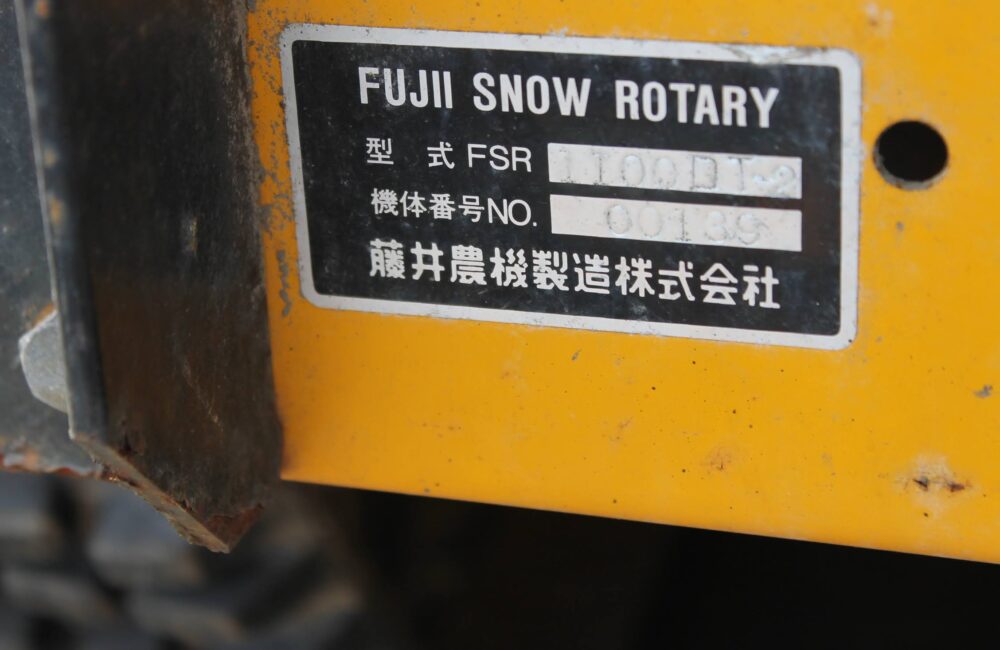 FUJII SNOW ROTARY
型 式 FSR 1100DT-2
機体番号NO. 00139
藤井農機製造株式会社